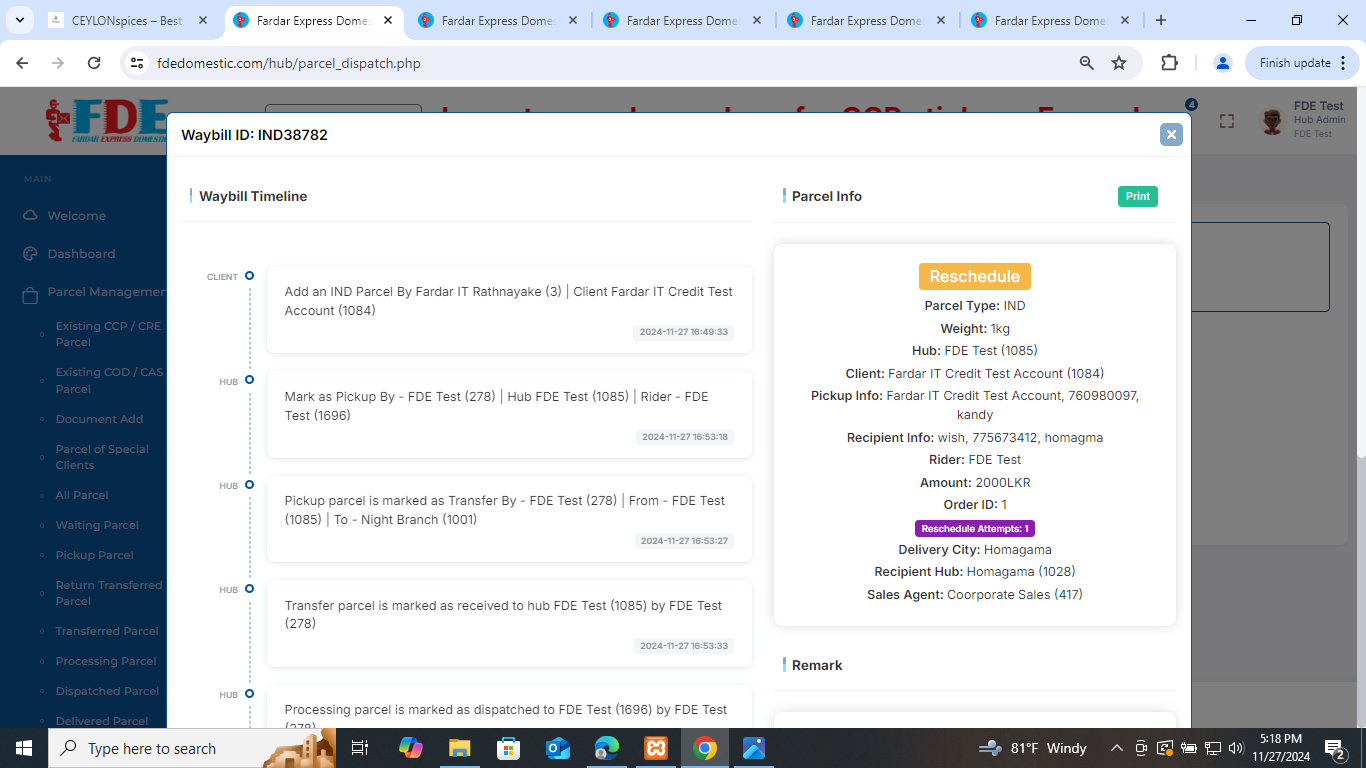 CEYLONspices – Best
Fardar Express Domes
Fardar Express Domes
Fardar Express Domes
Fardar Express Domes
Fardar Express Domes
fdedomestic.com/hub/parcel_dispatch.php
Finish update
FDE
FARDAR EXPRESS DOMESTIC
4
FDE Test
Hub Admin
FDE Test
Waybill ID: IND38782
MAIN
Welcome
Dashboard
Parcel Management
Existing CCP / CRE
Parcel
Existing COD / CAS
Parcel
Document Add
Parcel of Special
Clients
All Parcel
Waiting Parcel
Pickup Parcel
Return Transferred
Parcel
Transferred Parcel
Processing Parcel
Dispatched Parcel
Delivered Parcel
Waybill Timeline
CLIENT
Add an IND Parcel By Fardar IT Rathnayake (3) | Client Fardar IT Credit Test
Account (1084)
2024-11-27 16:49:33
HUB
Mark as Pickup By - FDE Test (278) | Hub FDE Test (1085) | Rider - FDE
Test (1696)
2024-11-27 16:53:18
HUB
Pickup parcel is marked as Transfer By - FDE Test (278) | From - FDE Test
(1085) | To - Night Branch (1001)
2024-11-27 16:53:27
HUB
Transfer parcel is marked as received to hub FDE Test (1085) by FDE Test
(278)
2024-11-27 16:53:33
HUB
Processing parcel is marked as dispatched to FDE Test (1696) by FDE Test
(278)
Parcel Info
Print
Reschedule
Parcel Type: IND
Weight: 1kg
Hub: FDE Test (1085)
Client: Fardar IT Credit Test Account (1084)
Pickup Info: Fardar IT Credit Test Account, 760980097,
kandy
Recipient Info: wish, 775673412, homagma
Rider: FDE Test
Amount: 2000LKR
Order ID: 1
Reschedule Attempts: 1
Delivery City: Homagama
Recipient Hub: Homagama (1028)
Sales Agent: Coorporate Sales (417)
Remark
Type here to search
81°F Windy
5:18 PM
11/27/2024
2